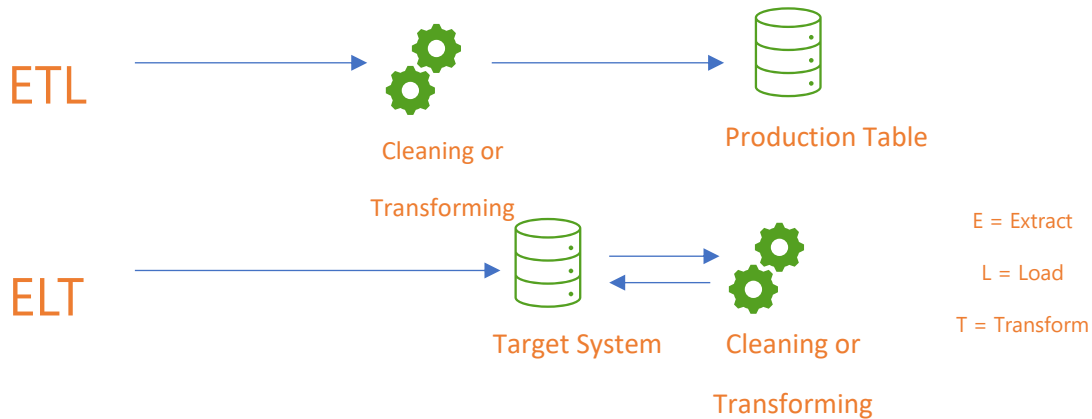 ETL
Cleaning or
Transforming
Production Table
ELT
Target System
Cleaning or
Transforming
E = Extract
L = Load
T = Transform